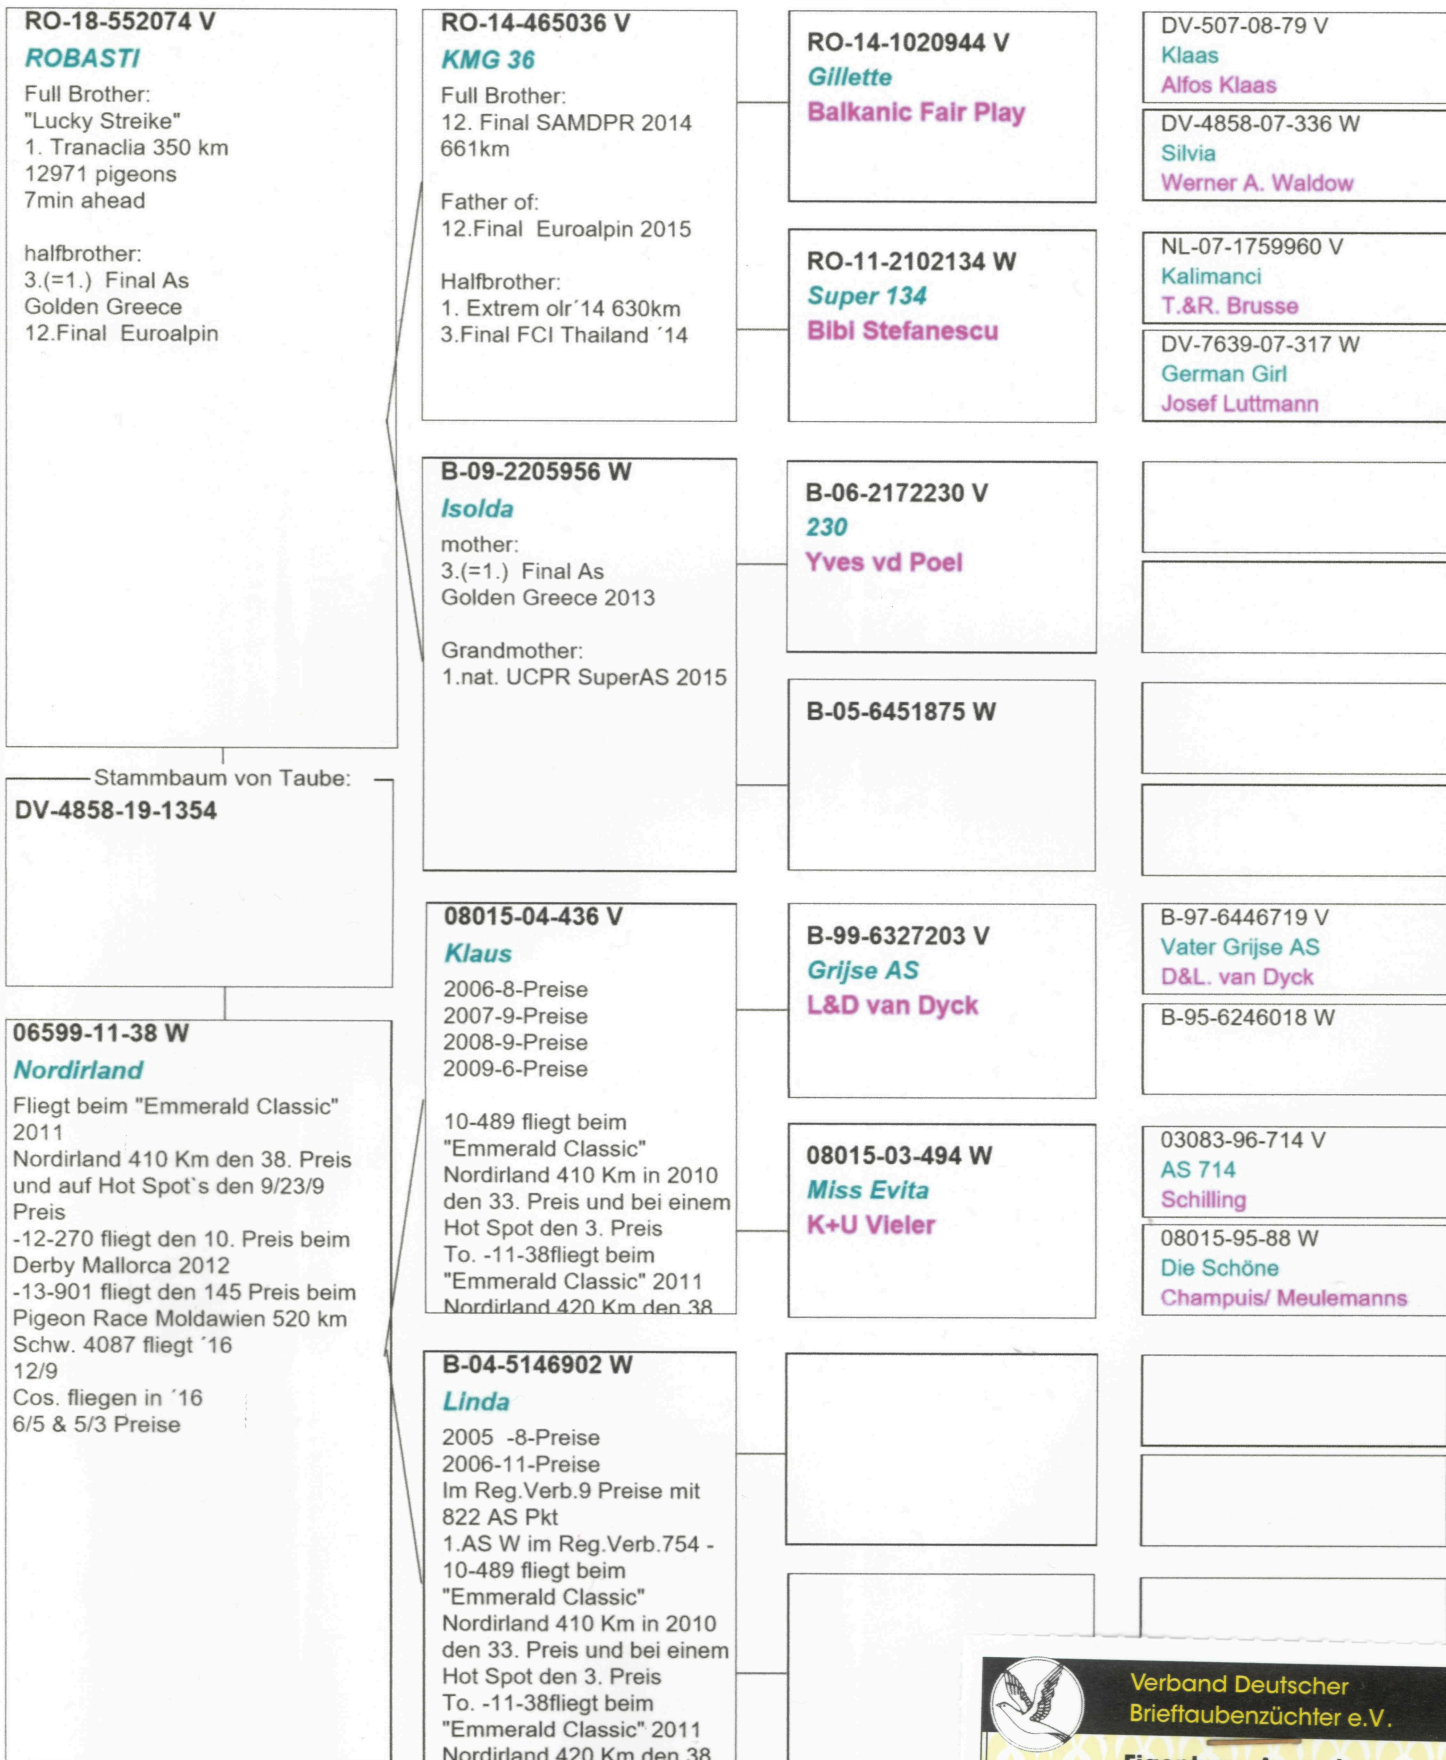 RO-18-552074 V
ROBASTI
Full Brother:
"Lucky Streike"
1. Tranaclia 350 km
12971 pigeons
7min ahead
halfbrother:
3.(=1.) Final As
Golden Greece
12.Final Euroalpin
Stammbaum von Taube:
DV-4858-19-1354
06599-11-38 W
Nordirland
Fliegt beim "Emmerald Classic"
2011
Nordirland 410 Km den 38. Preis
und auf Hot Spot`s den 9/23/9
Preis
-12-270 fliegt den 10. Preis beim
Derby Mallorca 2012
-13-901 fliegt den 145 Preis beim
Pigeon Race Moldawien 520 km
Schw. 4087 fliegt ´16
12/9
Cos. fliegen in ´16
6/5 & 5/3 Preise
RO-14-465036 V
KMG 36
Full Brother:
12. Final SAMDPR 2014
661km
Father of:
12.Final Euroalpin 2015
Halfbrother:
1. Extrem olr´14 630km
3.Final FCI Thailand ´14
B-09-2205956 W
Isolda
mother:
3.(=1.) Final As
Golden Greece 2013
Grandmother:
1.nat. UCPR SuperAS 2015
08015-04-436 V
Klaus
2006-8-Preise
2007-9-Preise
2008-9-Preise
2009-6-Preise
10-489 fliegt beim
"Emmerald Classic"
Nordirland 410 Km in 2010
den 33. Preis und bei einem
Hot Spot den 3. Preis
To. -11-38fliegt beim
"Emmerald Classic" 2011
Nordirland 420 Km den 38
B-04-5146902 W
Linda
2005 -8-Preise
2006-11-Preise
Im Reg.Verb.9 Preise mit
822 AS Pkt
1.AS W im Reg.Verb.754 -
10-489 fliegt beim
"Emmerald Classic"
Nordirland 410 Km in 2010
den 33. Preis und bei einem
Hot Spot den 3. Preis
To. -11-38fliegt beim
"Emmerald Classic" 2011
Nordirland 420 Km den 38
RO-14-1020944 V
Gillette
Balkanic Fair Play
RO-11-2102134 W
Super 134
Bibi Stefanescu
B-06-2172230 V
230
Yves vd Poel
B-05-6451875 W
B-99-6327203 V
Grijse AS
L&D van Dyck
08015-03-494 W
Miss Evita
K+U Vieler
DV-507-08-79 V
Klaas
Alfos Klaas
DV-4858-07-336 W
Silvia
Werner A. Waldow
NL-07-1759960 V
Kalimanci
T.&R. Brusse
DV-7639-07-317 W
German Girl
Josef Luttmann
B-97-6446719 V
Vater Grijse AS
D&L. van Dyck
B-95-6246018 W
03083-96-714 V
AS 714
Schilling
08015-95-88 W
Die Schöne
Champuis/ Meulemanns
Verband Deutscher
Brieftaubenzüchter e.V.